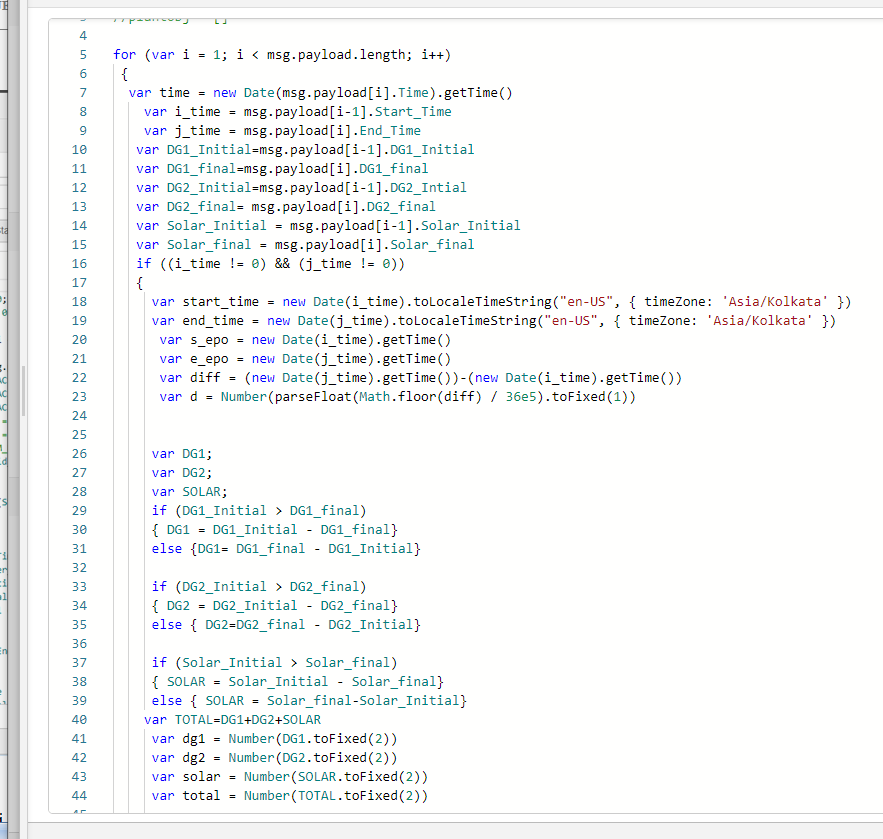 4
5 for (var i = 1; i < msg.payload.length; i++)
6 {
7 var time = new Date(msg.payload[i].Time).getTime()
8 var i_time = msg.payload[i-1].Start_Time
9 var j_time = msg.payload[i].End_Time
10 var DG1_Initial=msg.payload[i-1].DG1_Initial
11 var DG1_final=msg.payload[i].DG1_final
12 var DG2_Initial=msg.payload[i-1].DG2_Intial
13 var DG2_final= msg.payload[i].DG2_final
14 var Solar_Initial = msg.payload[i-1].Solar_Initial
15 var Solar_final = msg.payload[i].Solar_final
16 if ((i_time != 0) && (j_time != 0))
17 {
18 var start_time = new Date(i_time).toLocaleTimeString("en-US", { timeZone: 'Asia/Kolkata' })
19 var end_time = new Date(j_time).toLocaleTimeString("en-US", { timeZone: 'Asia/Kolkata' })
20 var s_epo = new Date(i_time).getTime()
21 var e_epo = new Date(j_time).getTime()
22 var diff = (new Date(j_time).getTime())-(new Date(i_time).getTime())
23 var d = Number(parseFloat(Math.floor(diff) / 36e5).toFixed(1))
24
25
26 var DG1;
27 var DG2;
28 var SOLAR;
29 if (DG1_Initial > DG1_final)
30 { DG1 = DG1_Initial - DG1_final}
31 else {DG1= DG1_final - DG1_Initial}
32
33 if (DG2_Initial > DG2_final)
34 { DG2 = DG2_Initial - DG2_final}
35 else { DG2=DG2_final - DG2_Initial}
36
37 if (Solar_Initial > Solar_final)
38 { SOLAR = Solar_Initial - Solar_final}
39 else { SOLAR = Solar_final-Solar_Initial}
40 var TOTAL=DG1+DG2+SOLAR
41 var dg1 = Number(DG1.toFixed(2))
42 var dg2 = Number(DG2.toFixed(2))
43 var solar = Number(SOLAR.toFixed(2))
44 var total = Number(TOTAL.toFixed(2))